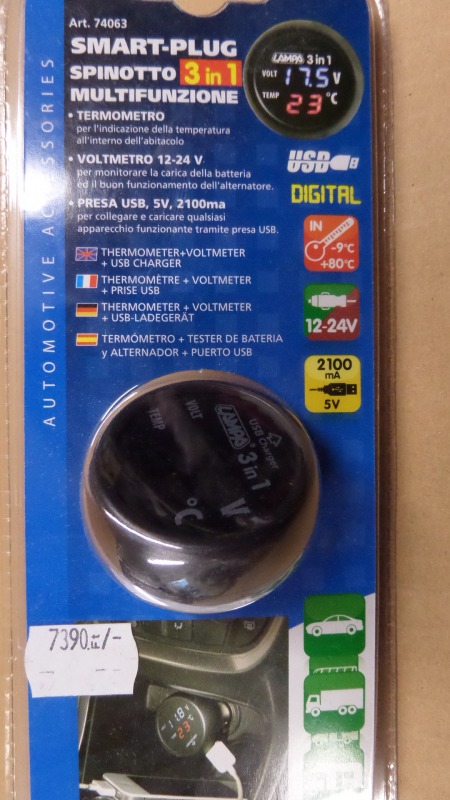 Art. 74063
SMART-PLUG
SPINOTTO 3 in 1
MULTIFUNZIONE
• TERMOMETRO
per l'indicazione della temperatura
all'interno dell'abitacolo
• VOLTMETRO 12-24 V
per monitorare la carica della batteria
ed il buon funzionamento dell'alternatore.
• PRESA USB, 5V, 2100ma
per collegare e caricare qualsiasi
apparecchio funzionante tramite presa USB.
THERMOMETER+VOLTMETER
+ USB CHARGER
THERMOMÈTRE + VOLTMETER
+ PRISE USB
THERMOMETER + VOLTMETER
+ USB-LADEGERÄT
TERMÓMETRO + TESTER DE BATERIA
y ALTERNADOR + PUERTO USB
AUTOMOTIVE ACCESSORIES
LAMPA 3 in 1
VOLT 17.5 V
TEMP 23 °C
USB
DIGITAL
IN
-9°C
+80°C
12-24V
2100
mA
5V
USB Charger
LAMPA® 3 in 1
VOLT V
TEMP °C
7390.Ft/-
11.8
23